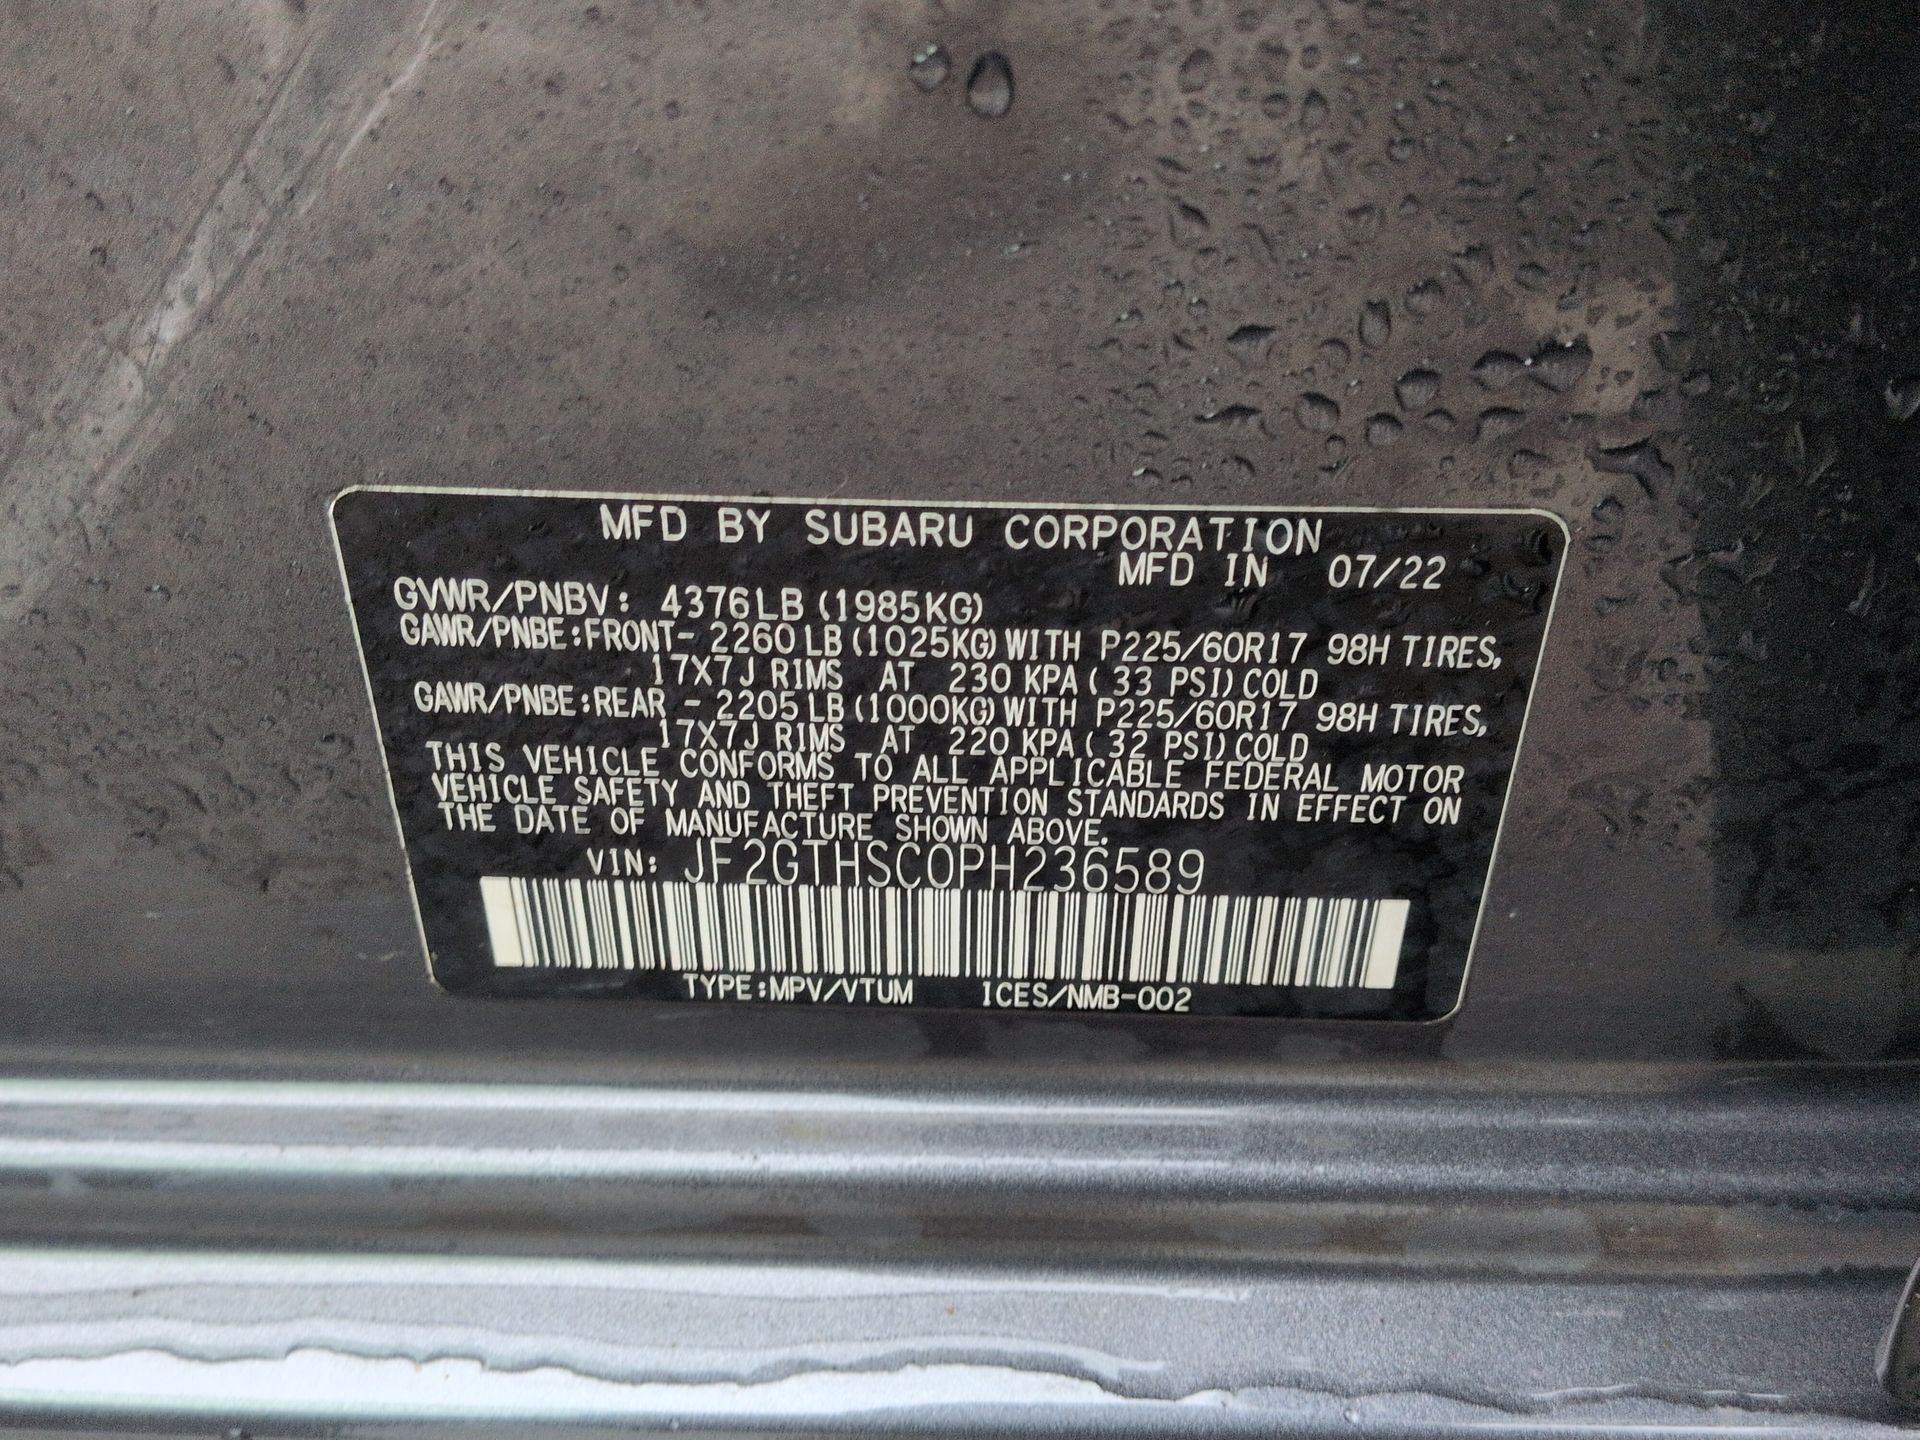 MFD BY SUBARU CORPORATION
MFD IN 07/22
GVWR/PNBV: 4376LB (1985KG)
GAWR/PNBE:FRONT- 2260 LB (1025KG) WITH P225/60R17 98H TIRES,
17X7J RIMS AT 230 KPA ( 33 PSI) COLD
GAWR/PNBE:REAR - 2205 LB (1000KG) WITH P225/60R17 98H TIRES,
17X7J RIMS AT 220 KPA ( 32 PSI) COLD
THIS VEHICLE CONFORMS TO ALL APPLICABLE FEDERAL MOTOR
VEHICLE SAFETY AND THEFT PREVENTION STANDARDS IN EFFECT ON
THE DATE OF MANUFACTURE SHOWN ABOVE.
VIN: JF2GTHSC0PH236589
TYPE:MPV/VTUM ICES/NMB-002